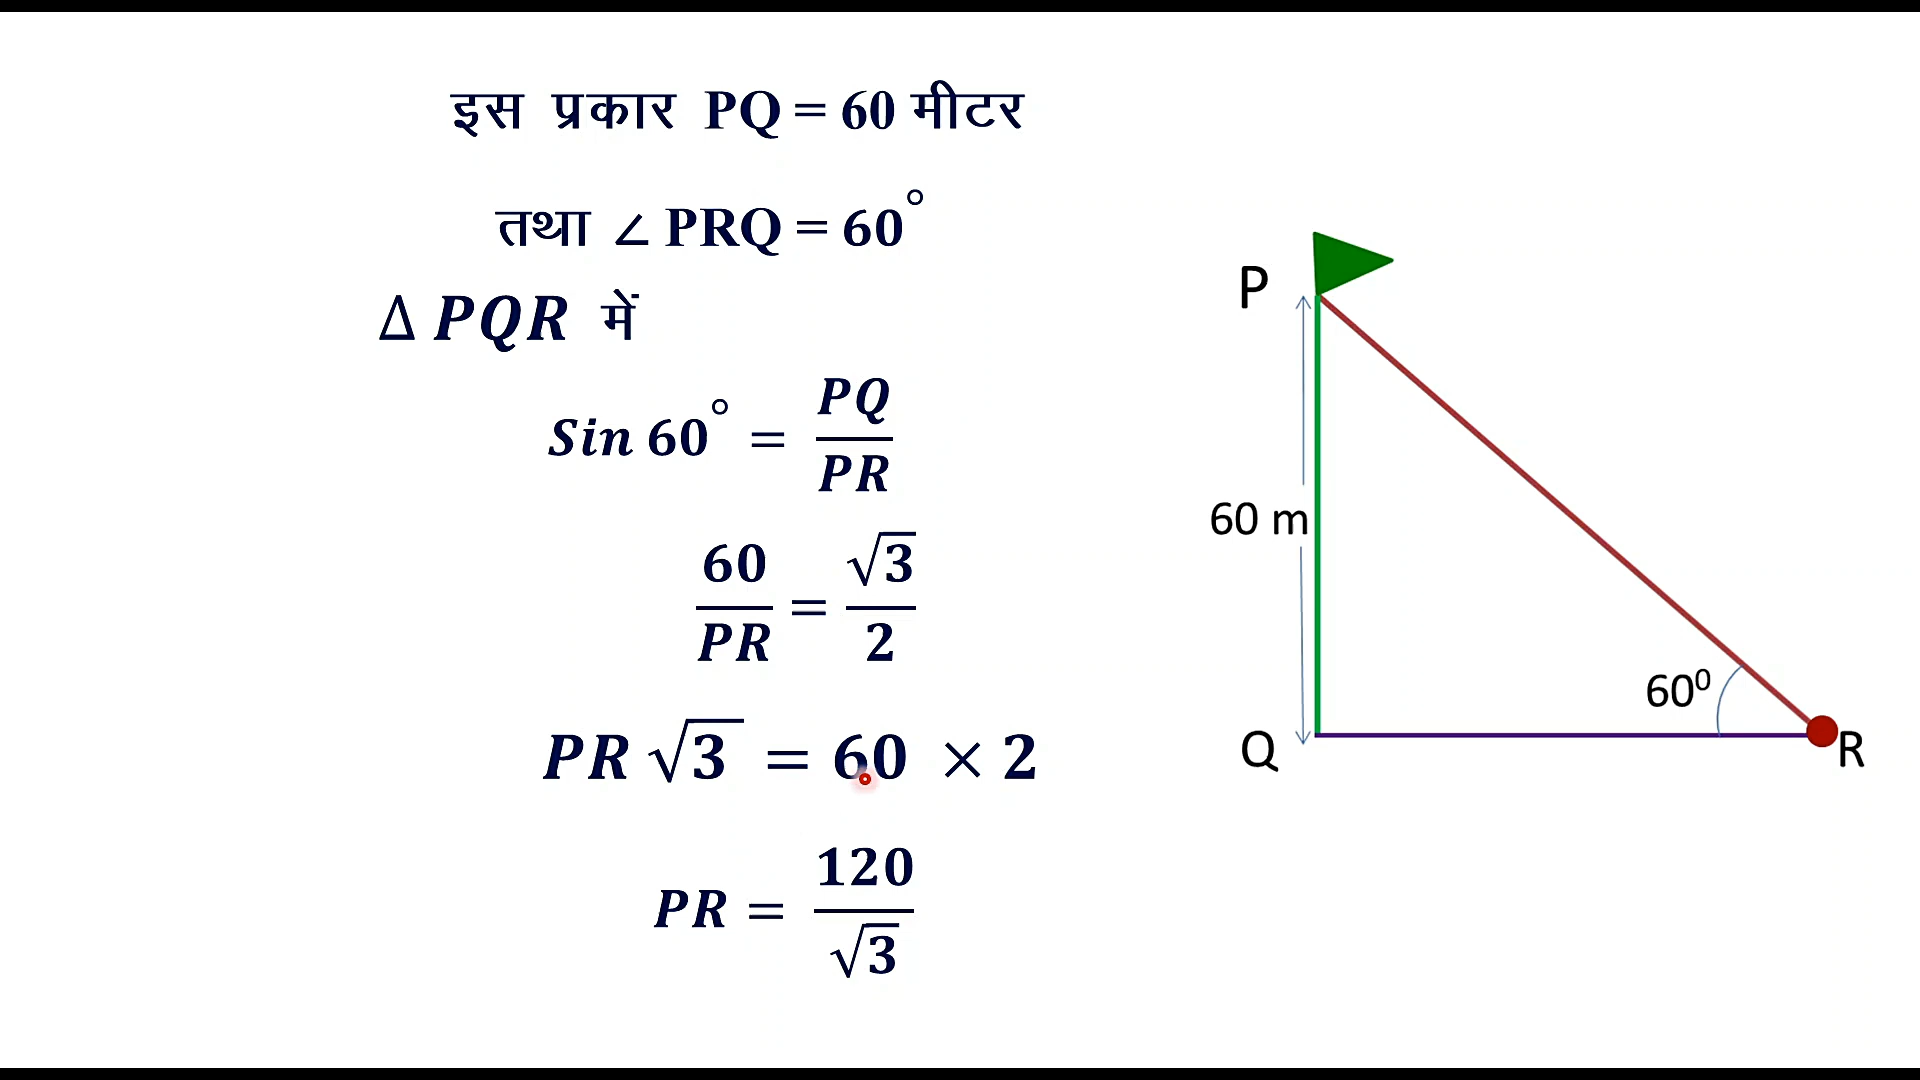 इस प्रकार PQ = 60 मीटर
तथा ∠ PRQ = 60°
Δ PQR में
Sin 60° = PQ/PR
60/PR = √3/2
PR √3 = 60 × 2
PR = 120/√3
P
60 m
60⁰
Q
R